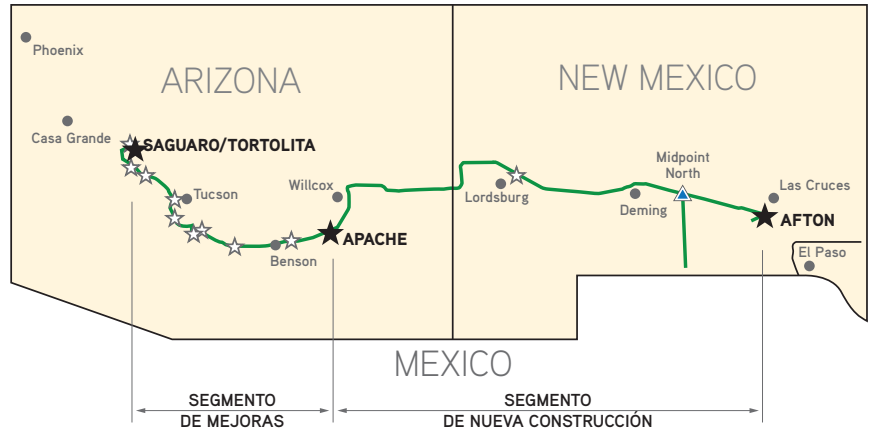 Phoenix
ARIZONA
NEW MEXICO
Casa Grande
SAGUARO/TORTOLITA
Midpoint
North
Tucson
Willcox
Lordsburg
Deming
Las Cruces
AFTON
APACHE
Benson
El Paso
MEXICO
SEGMENTO
DE MEJORAS
SEGMENTO
DE NUEVA CONSTRUCCIÓN